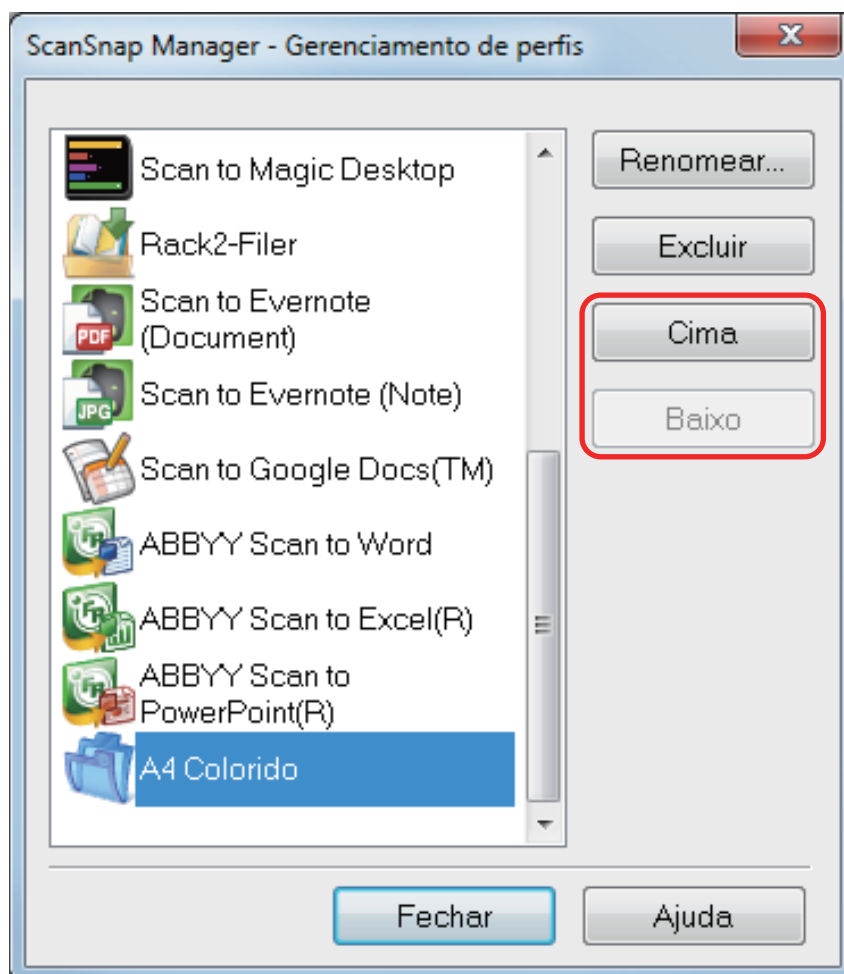 ScanSnap Manager - Gerenciamento de perfis
Scan to Magic Desktop
Rack2-Filer
Scan to Evernote
(Document)
PDF
Scan to Evernote (Note)
JPG
Scan to Google Docs(TM)
ABBYY Scan to Word
ABBYY Scan to Excel(R)
ABBYY Scan to
PowerPoint(R)
A4 Colorido
Renomear...
Excluir
Cima
Baixo
Fechar
Ajuda